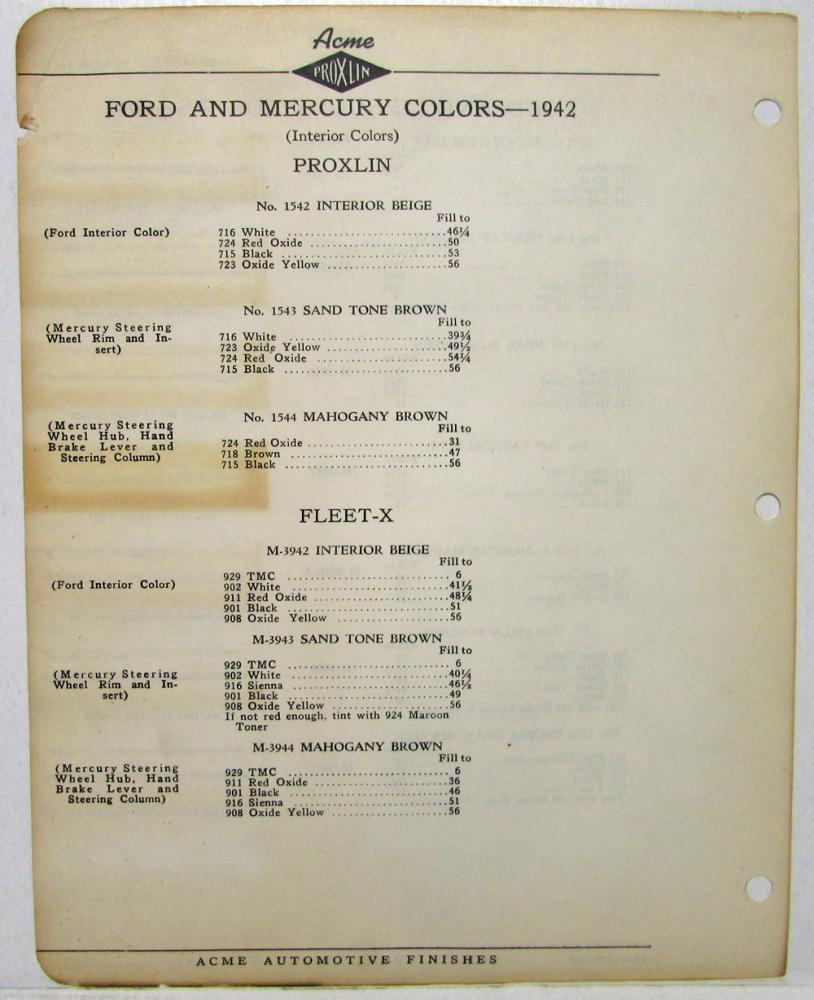 Acme
PROXLIN
FORD AND MERCURY COLORS—1942
(Interior Colors)
PROXLIN
No. 1542 INTERIOR BEIGE
Fill to
(Ford Interior Color)
716 White ....................46¼
724 Red Oxide ....................50
715 Black ....................53
723 Oxide Yellow ....................56
No. 1543 SAND TONE BROWN
Fill to
(Mercury Steering
Wheel Rim and In-
sert)
716 White ....................39¾
723 Oxide Yellow ....................49½
724 Red Oxide ....................54¼
715 Black ....................56
No. 1544 MAHOGANY BROWN
Fill to
(Mercury Steering
Wheel Hub, Hand
Brake Lever and
Steering Column)
724 Red Oxide ....................31
718 Brown ....................47
715 Black ....................56
FLEET-X
M-3942 INTERIOR BEIGE
Fill to
(Ford Interior Color)
929 TMC .................... 6
902 White ....................41½
911 Red Oxide ....................48¼
901 Black ....................51
908 Oxide Yellow ....................56
M-3943 SAND TONE BROWN
Fill to
(Mercury Steering
Wheel Rim and In-
sert)
929 TMC .................... 6
902 White ....................40¼
916 Sienna ....................46½
901 Black ....................49
908 Oxide Yellow ....................56
If not red enough, tint with 924 Maroon
Toner
M-3944 MAHOGANY BROWN
Fill to
(Mercury Steering
Wheel Hub, Hand
Brake Lever and
Steering Column)
929 TMC .................... 6
911 Red Oxide ....................36
901 Black ....................46
916 Sienna ....................51
908 Oxide Yellow ....................56
ACME AUTOMOTIVE FINISHES